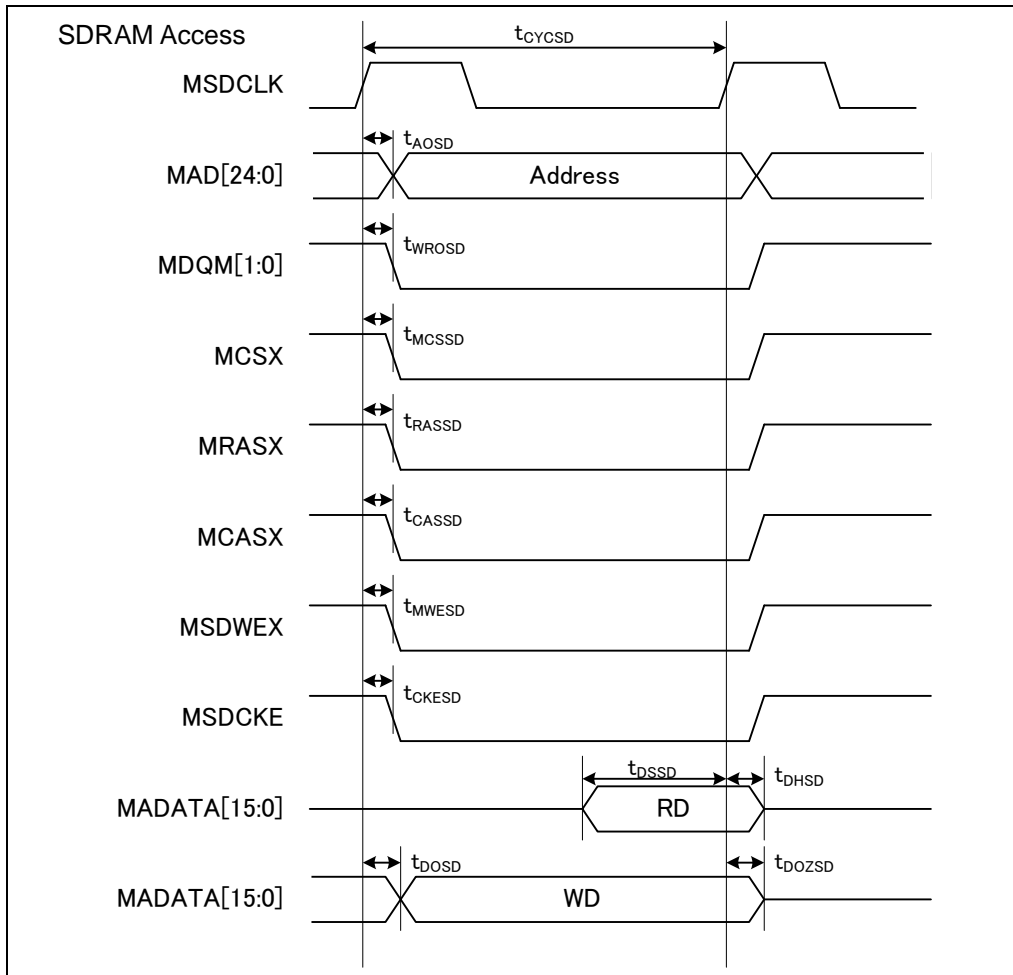 SDRAM Access
tCYCSD
MSDCLK
tAOSD
MAD[24:0]
Address
tWROSD
MDQM[1:0]
tMCSSD
MCSX
tRASSD
MRASX
tCASSD
MCASX
tMWESD
MSDWEX
tCKESD
MSDCKE
tDSSD
tDHSD
MADATA[15:0]
RD
tDOSD
tDOZSD
MADATA[15:0]
WD